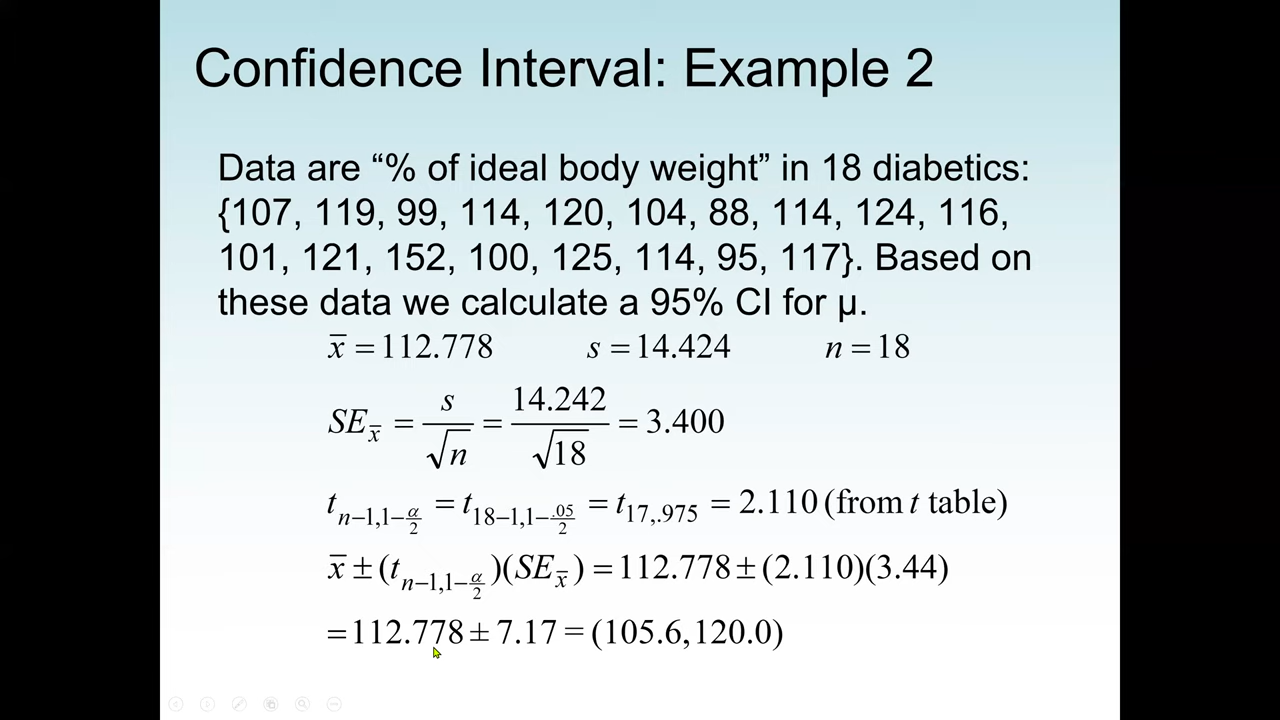 Confidence Interval: Example 2
Data are “% of ideal body weight” in 18 diabetics:
{107, 119, 99, 114, 120, 104, 88, 114, 124, 116,
101, 121, 152, 100, 125, 114, 95, 117}. Based on
these data we calculate a 95% CI for μ.
x̄ = 112.778 s = 14.424 n = 18
SE_x̄ = s/√n = 14.242/√18 = 3.400
t_{n−1,1−α/2} = t_{18−1,1−.05/2} = t_{17,.975} = 2.110 (from t table)
x̄ ± (t_{n−1,1−α/2})(SE_x̄) = 112.778 ± (2.110)(3.44)
= 112.778 ± 7.17 = (105.6, 120.0)